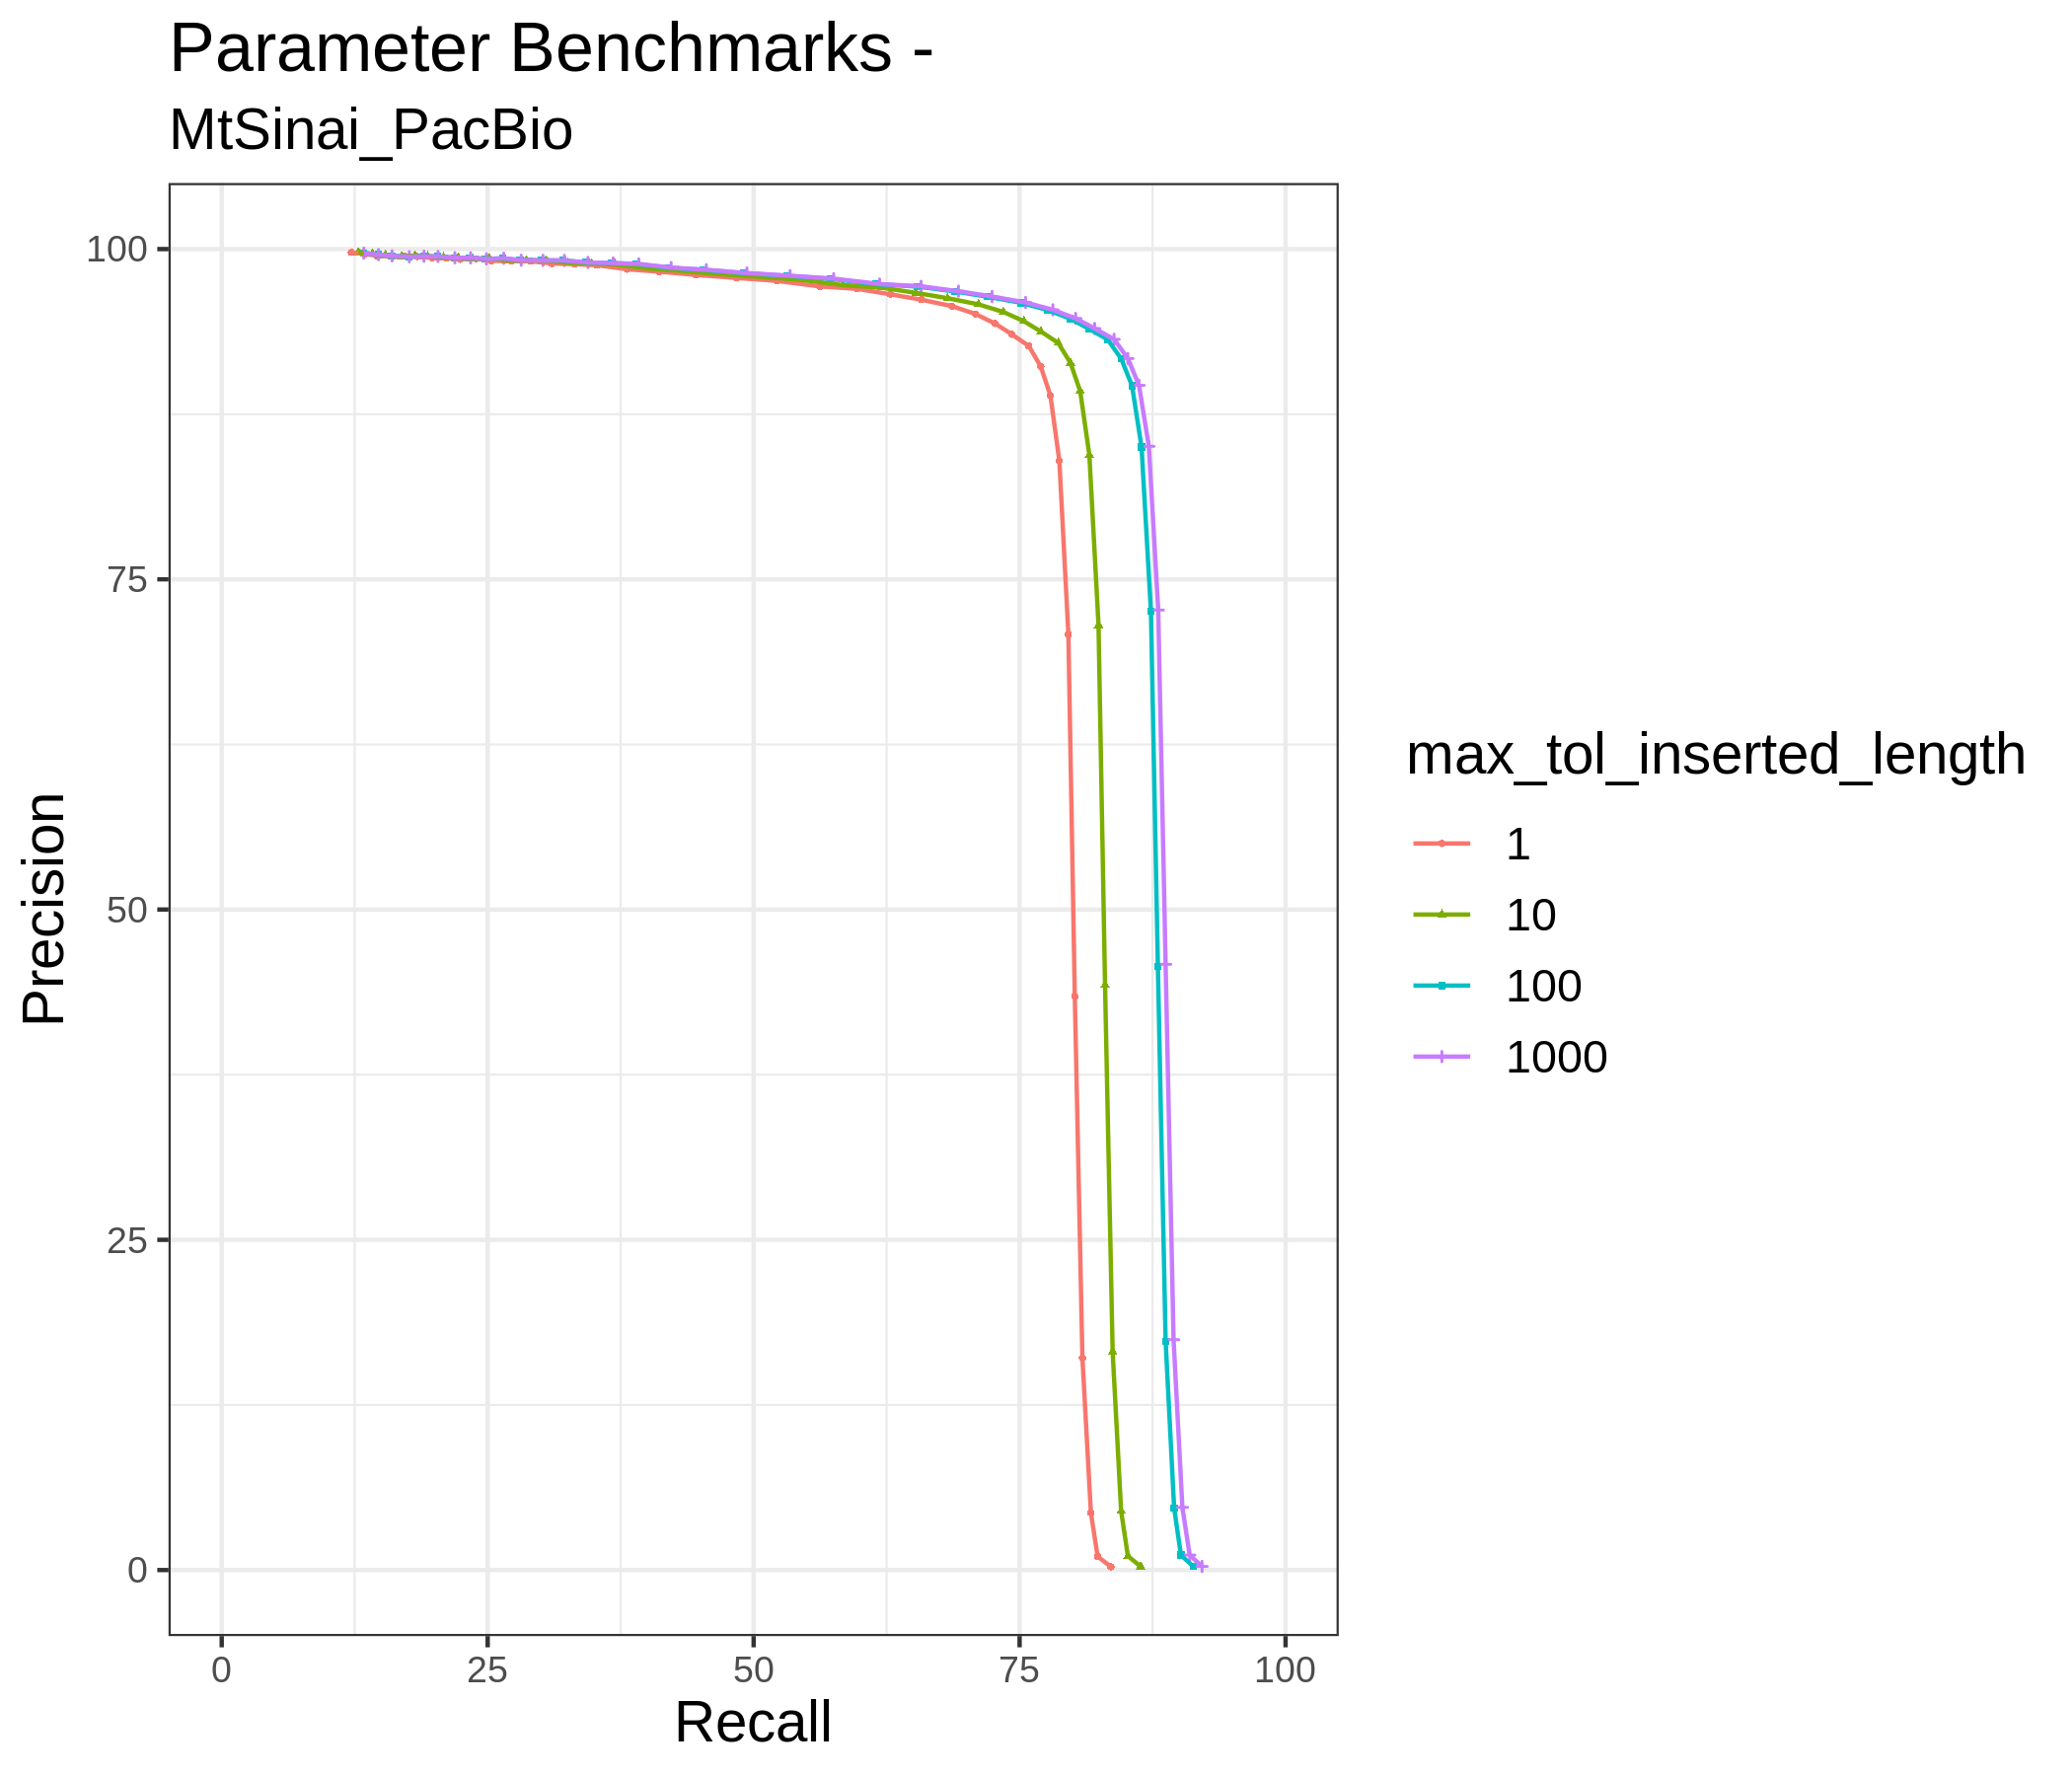 Parameter Benchmarks -
MtSinai_PacBio
100
75
50
25
0
Precision
0 25 50 75 100
Recall
max_tol_inserted_length
1
10
100
1000